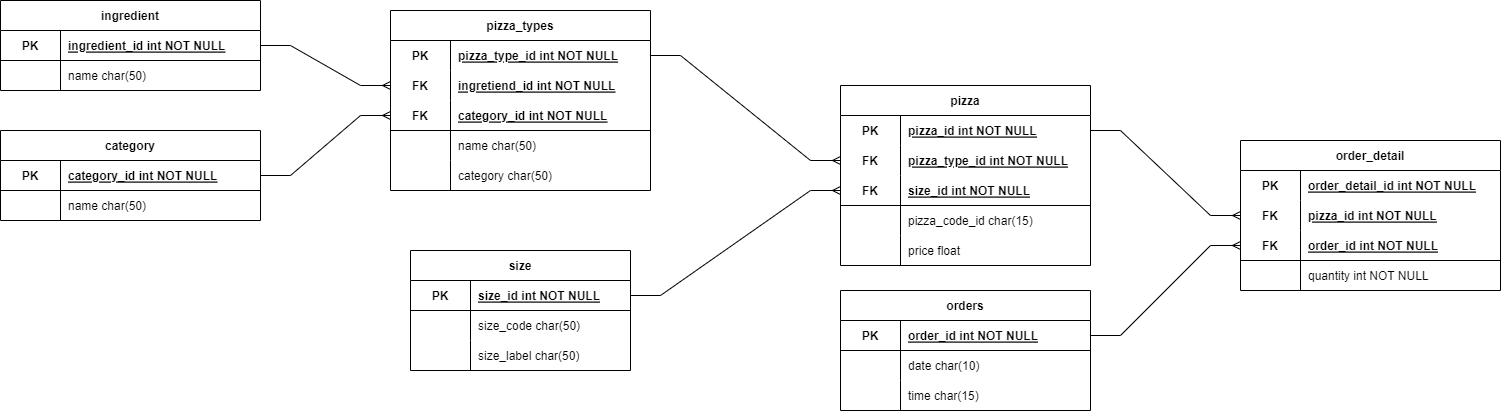 ingredient
PK ingredient_id int NOT NULL
name char(50)
category
PK category_id int NOT NULL
name char(50)
pizza_types
PK pizza_type_id int NOT NULL
FK ingretiend_id int NOT NULL
FK category_id int NOT NULL
name char(50)
category char(50)
size
PK size_id int NOT NULL
size_code char(50)
size_label char(50)
pizza
PK pizza_id int NOT NULL
FK pizza_type_id int NOT NULL
FK size_id int NOT NULL
pizza_code_id char(15)
price float
orders
PK order_id int NOT NULL
date char(10)
time char(15)
order_detail
PK order_detail_id int NOT NULL
FK pizza_id int NOT NULL
FK order_id int NOT NULL
quantity int NOT NULL